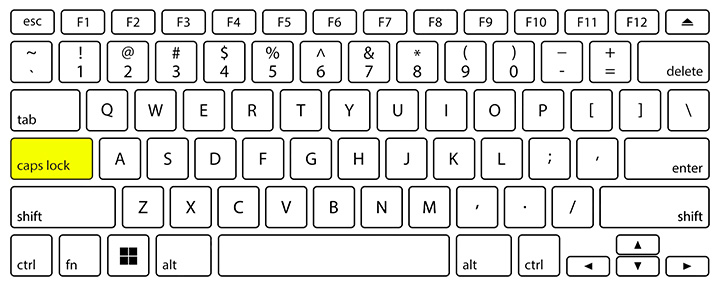 esc F1 F2 F3 F4 F5 F6 F7 F8 F9 F10 F11 F12
~ ! @ # $ % ^ & * ( ) _ +
` 1 2 3 4 5 6 7 8 9 0 - = delete
tab Q W E R T Y U I O P [ ] \
caps lock A S D F G H J K L ; ' enter
shift Z X C V B N M , . / shift
ctrl fn alt alt ctrl